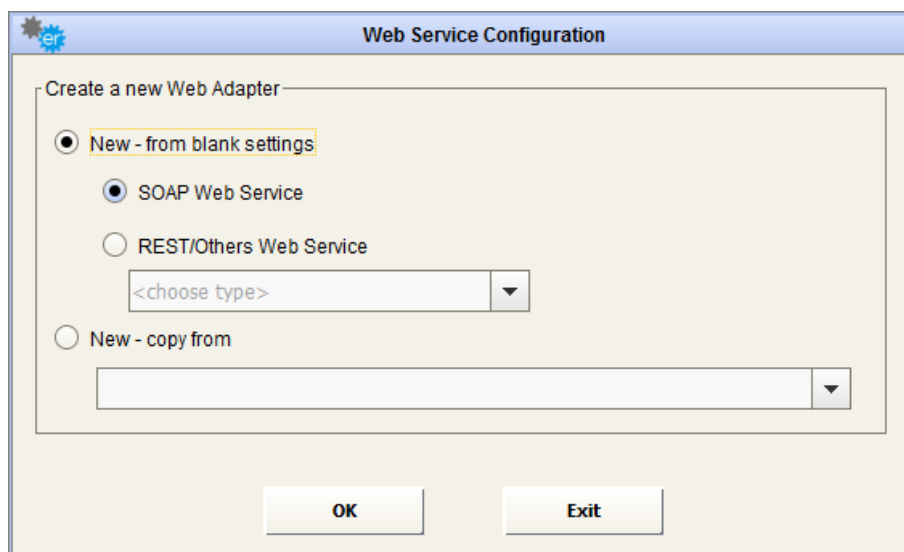 er
Web Service Configuration
Create a new Web Adapter
New - from blank settings
SOAP Web Service
REST/Others Web Service
<choose type>
New - copy from
OK
Exit